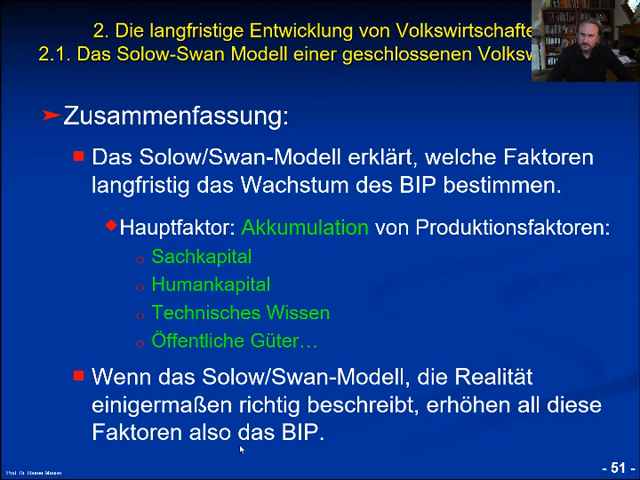 2. Die langfristige Entwicklung von Volkswirtschafte
2.1. Das Solow-Swan Modell einer geschlossenen Volksw
Zusammenfassung:
Das Solow/Swan-Modell erklärt, welche Faktoren
langfristig das Wachstum des BIP bestimmen.
Hauptfaktor: Akkumulation von Produktionsfaktoren:
Sachkapital
Humankapital
Technisches Wissen
Öffentliche Güter…
Wenn das Solow/Swan-Modell, die Realität
einigermaßen richtig beschreibt, erhöhen all diese
Faktoren also das BIP.
Prof. Dr. Rainer
- 51 -